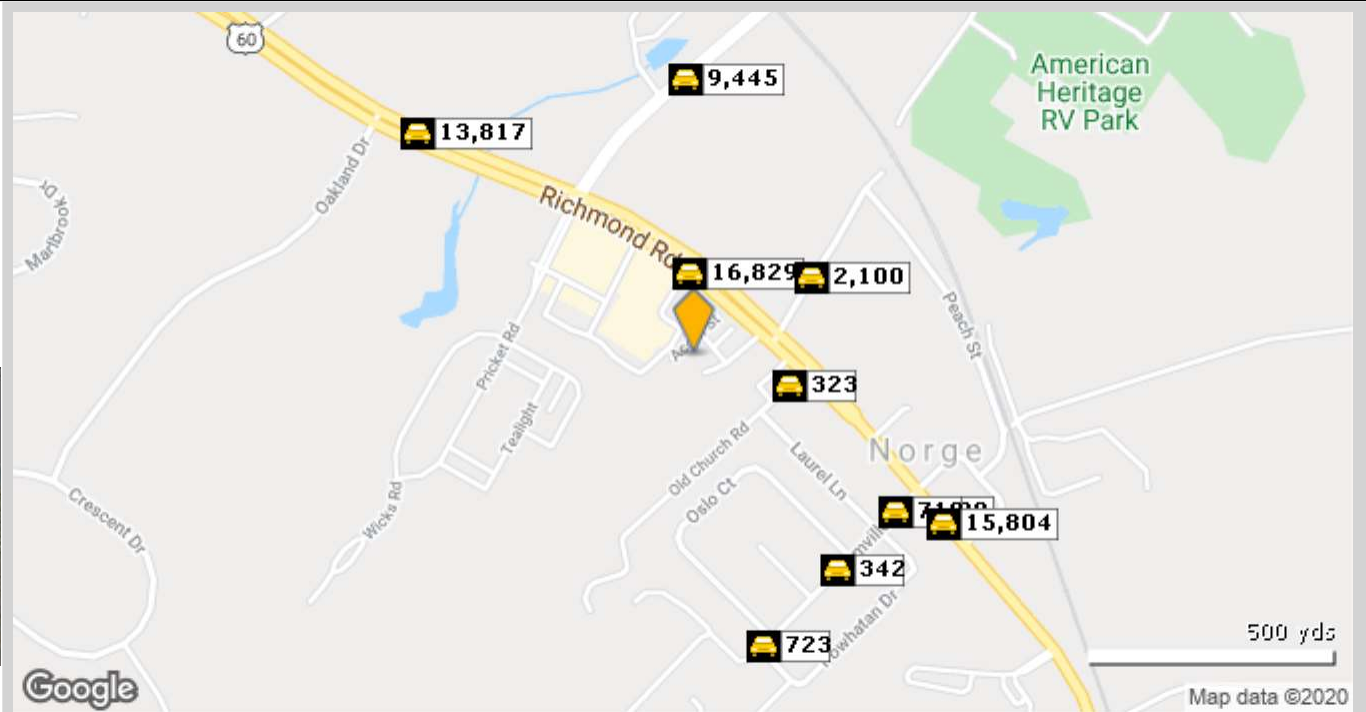 60
9,445
American
Heritage
RV Park
13,817
Oakland Dr
Marlbrook Dr
Richmond Rd
16,829
2,100
Peach St
Pricket Rd
323
Tealight
Old Church Rd
Laurel Ln
Norge
Oslo Ct
Crescent Dr
Wicks Rd
15,804
342
723
Powhatan Dr
500 yds
Google
Map data ©2020